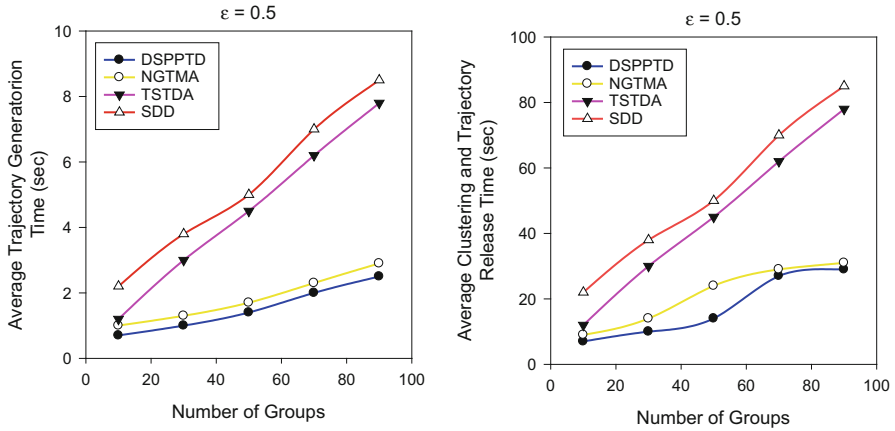 ε = 0.5
10
8
6
4
2
0
Average Trajectory Generatorion
Time (sec)
DSPPTD
NGTMA
TSTDA
SDD
0 20 40 60 80 100
Number of Groups
ε = 0.5
100
80
60
40
20
0
Average Clustering and Trajectory
Release Time (sec)
DSPPTD
NGTMA
TSTDA
SDD
0 20 40 60 80 100
Number of Groups